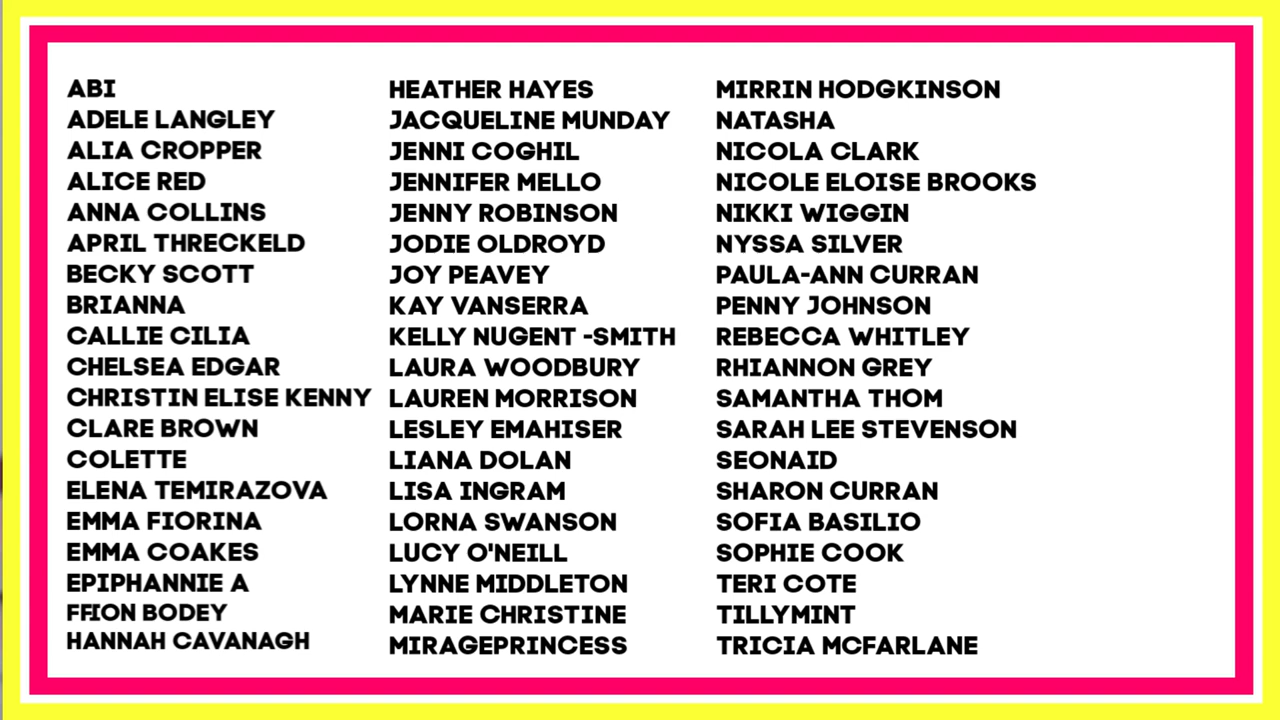 ABI
ADELE LANGLEY
ALIA CROPPER
ALICE RED
ANNA COLLINS
APRIL THRECKELD
BECKY SCOTT
BRIANNA
CALLIE CILIA
CHELSEA EDGAR
CHRISTIN ELISE KENNY
CLARE BROWN
COLETTE
ELENA TEMIRAZOVA
EMMA FIORINA
EMMA COAKES
EPIPHANNIE A
FFION BODEY
HANNAH CAVANAGH
HEATHER HAYES
JACQUELINE MUNDAY
JENNI COGHIL
JENNIFER MELLO
JENNY ROBINSON
JODIE OLDROYD
JOY PEAVEY
KAY VANSERRA
KELLY NUGENT -SMITH
LAURA WOODBURY
LAUREN MORRISON
LESLEY EMAHISER
LIANA DOLAN
LISA INGRAM
LORNA SWANSON
LUCY O'NEILL
LYNNE MIDDLETON
MARIE CHRISTINE
MIRAGEPRINCESS
MIRRIN HODGKINSON
NATASHA
NICOLA CLARK
NICOLE ELOISE BROOKS
NIKKI WIGGIN
NYSSA SILVER
PAULA-ANN CURRAN
PENNY JOHNSON
REBECCA WHITLEY
RHIANNON GREY
SAMANTHA THOM
SARAH LEE STEVENSON
SEONAID
SHARON CURRAN
SOFIA BASILIO
SOPHIE COOK
TERI COTE
TILLYMINT
TRICIA MCFARLANE